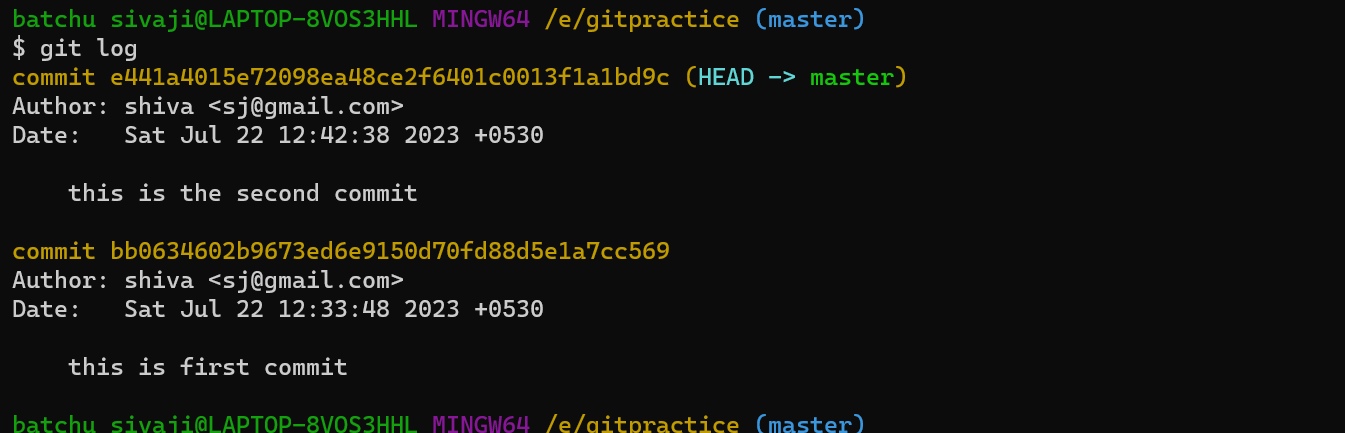 batchu sivaji@LAPTOP-8VOS3HHL MINGW64 /e/gitpractice (master)
$ git log
commit e441a4015e72098ea48ce2f6401c0013f1a1bd9c (HEAD -> master)
Author: shiva <sj@gmail.com>
Date:   Sat Jul 22 12:42:38 2023 +0530
    this is the second commit
commit bb0634602b9673ed6e9150d70fd88d5e1a7cc569
Author: shiva <sj@gmail.com>
Date:   Sat Jul 22 12:33:48 2023 +0530
    this is first commit
batchu sivaji@LAPTOP-8VOS3HHL MINGW64 /e/gitpractice (master)